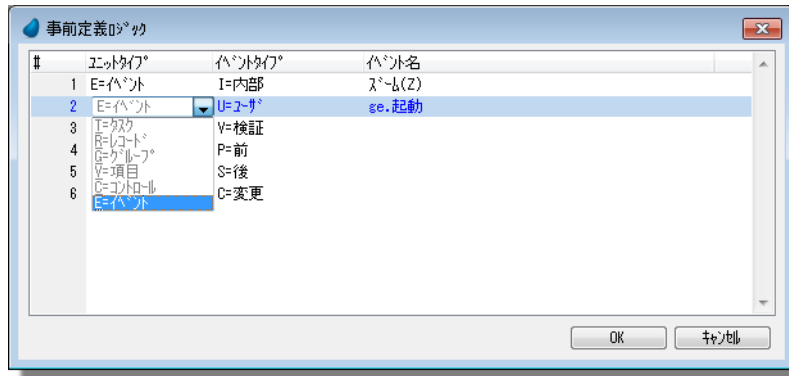 事前定義ﾛｼﾞｯｸ
# ﾕﾆｯﾄﾀｲﾌﾟ ｲﾍﾞﾝﾄﾀｲﾌﾟ ｲﾍﾞﾝﾄ名
1 E=ｲﾍﾞﾝﾄ I=内部 ｽﾞｰﾑ(Z)
2 E=ｲﾍﾞﾝﾄ U=ﾕｰｻﾞ ge.起動
3 T=ﾀｽｸ V=検証
4 R=ﾚｺｰﾄﾞ P=前
G=ｸﾞﾙｰﾌﾟ
5 V=項目 S=後
6 C=ｺﾝﾄﾛｰﾙ C=変更
E=ｲﾍﾞﾝﾄ
OK ｷｬﾝｾﾙ